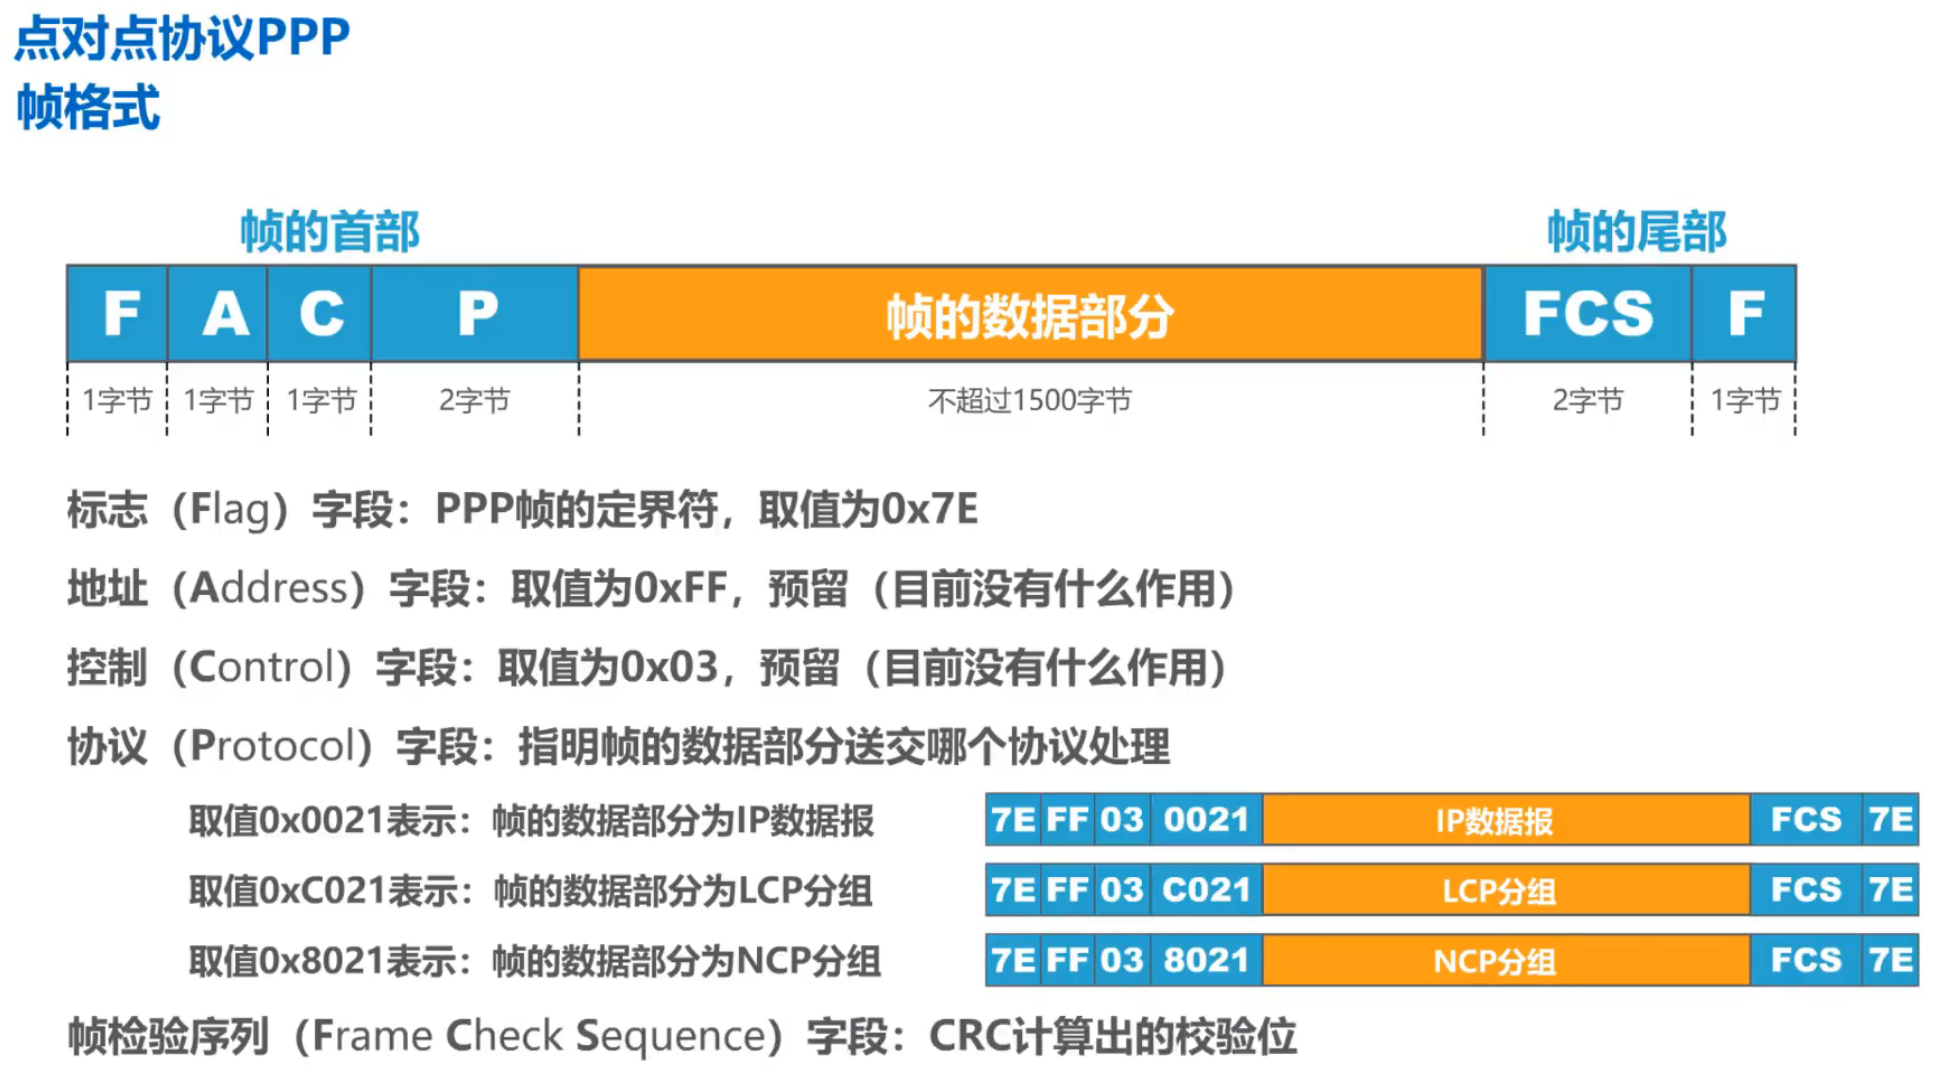 点对点协议PPP
帧格式
帧的首部 帧的尾部
F A C P 帧的数据部分 FCS F
1字节 1字节 1字节 2字节 不超过1500字节 2字节 1字节
标志（Flag）字段：PPP帧的定界符，取值为0x7E
地址（Address）字段：取值为0xFF，预留（目前没有什么作用）
控制（Control）字段：取值为0x03，预留（目前没有什么作用）
协议（Protocol）字段：指明帧的数据部分送交哪个协议处理
取值0x0021表示：帧的数据部分为IP数据报 7E FF 03 0021 IP数据报 FCS 7E
取值0xC021表示：帧的数据部分为LCP分组 7E FF 03 C021 LCP分组 FCS 7E
取值0x8021表示：帧的数据部分为NCP分组 7E FF 03 8021 NCP分组 FCS 7E
帧检验序列（Frame Check Sequence）字段：CRC计算出的校验位